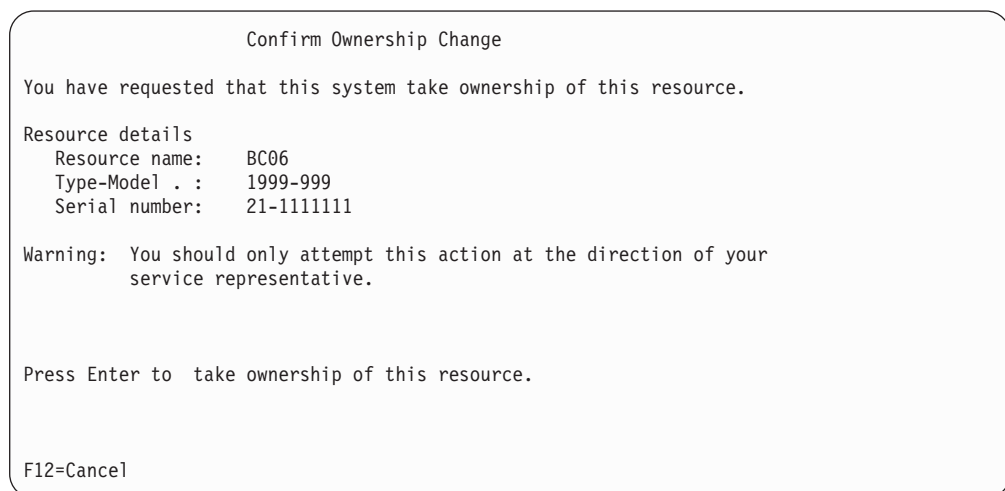 Confirm Ownership Change
You have requested that this system take ownership of this resource.
Resource details
Resource name: BC06
Type-Model . : 1999-999
Serial number: 21-1111111
Warning: You should only attempt this action at the direction of your
service representative.
Press Enter to take ownership of this resource.
F12=Cancel